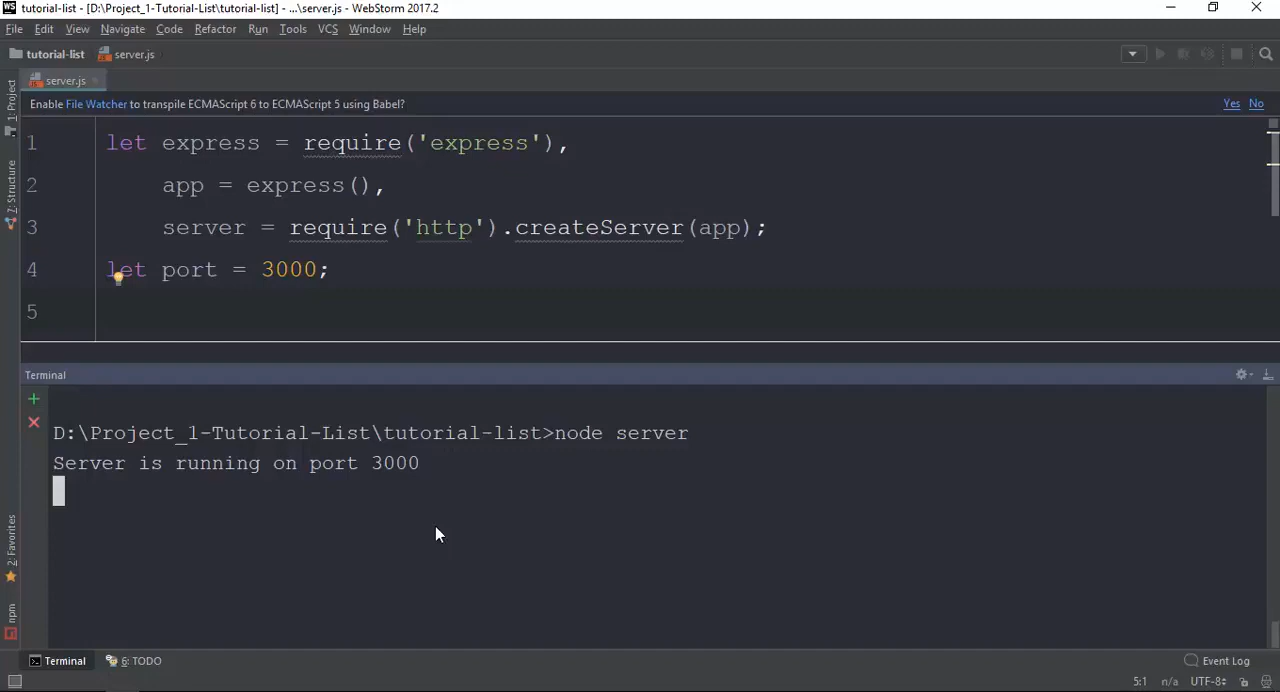 WS tutorial-list - [D:\Project_1-Tutorial-List\tutorial-list] - ...\server.js - WebStorm 2017.2
File Edit View Navigate Code Refactor Run Tools VCS Window Help
tutorial-list server.js
server.js
Enable File Watcher to transpile ECMAScript 6 to ECMAScript 5 using Babel? Yes No
1 let express = require('express'),
2 app = express(),
3 server = require('http').createServer(app);
4 let port = 3000;
5
1: Project
7: Structure
2: Favorites
npm
Terminal
D:\Project_1-Tutorial-List\tutorial-list>node server
Server is running on port 3000
Terminal 6: TODO Event Log
5:1 n/a UTF-8